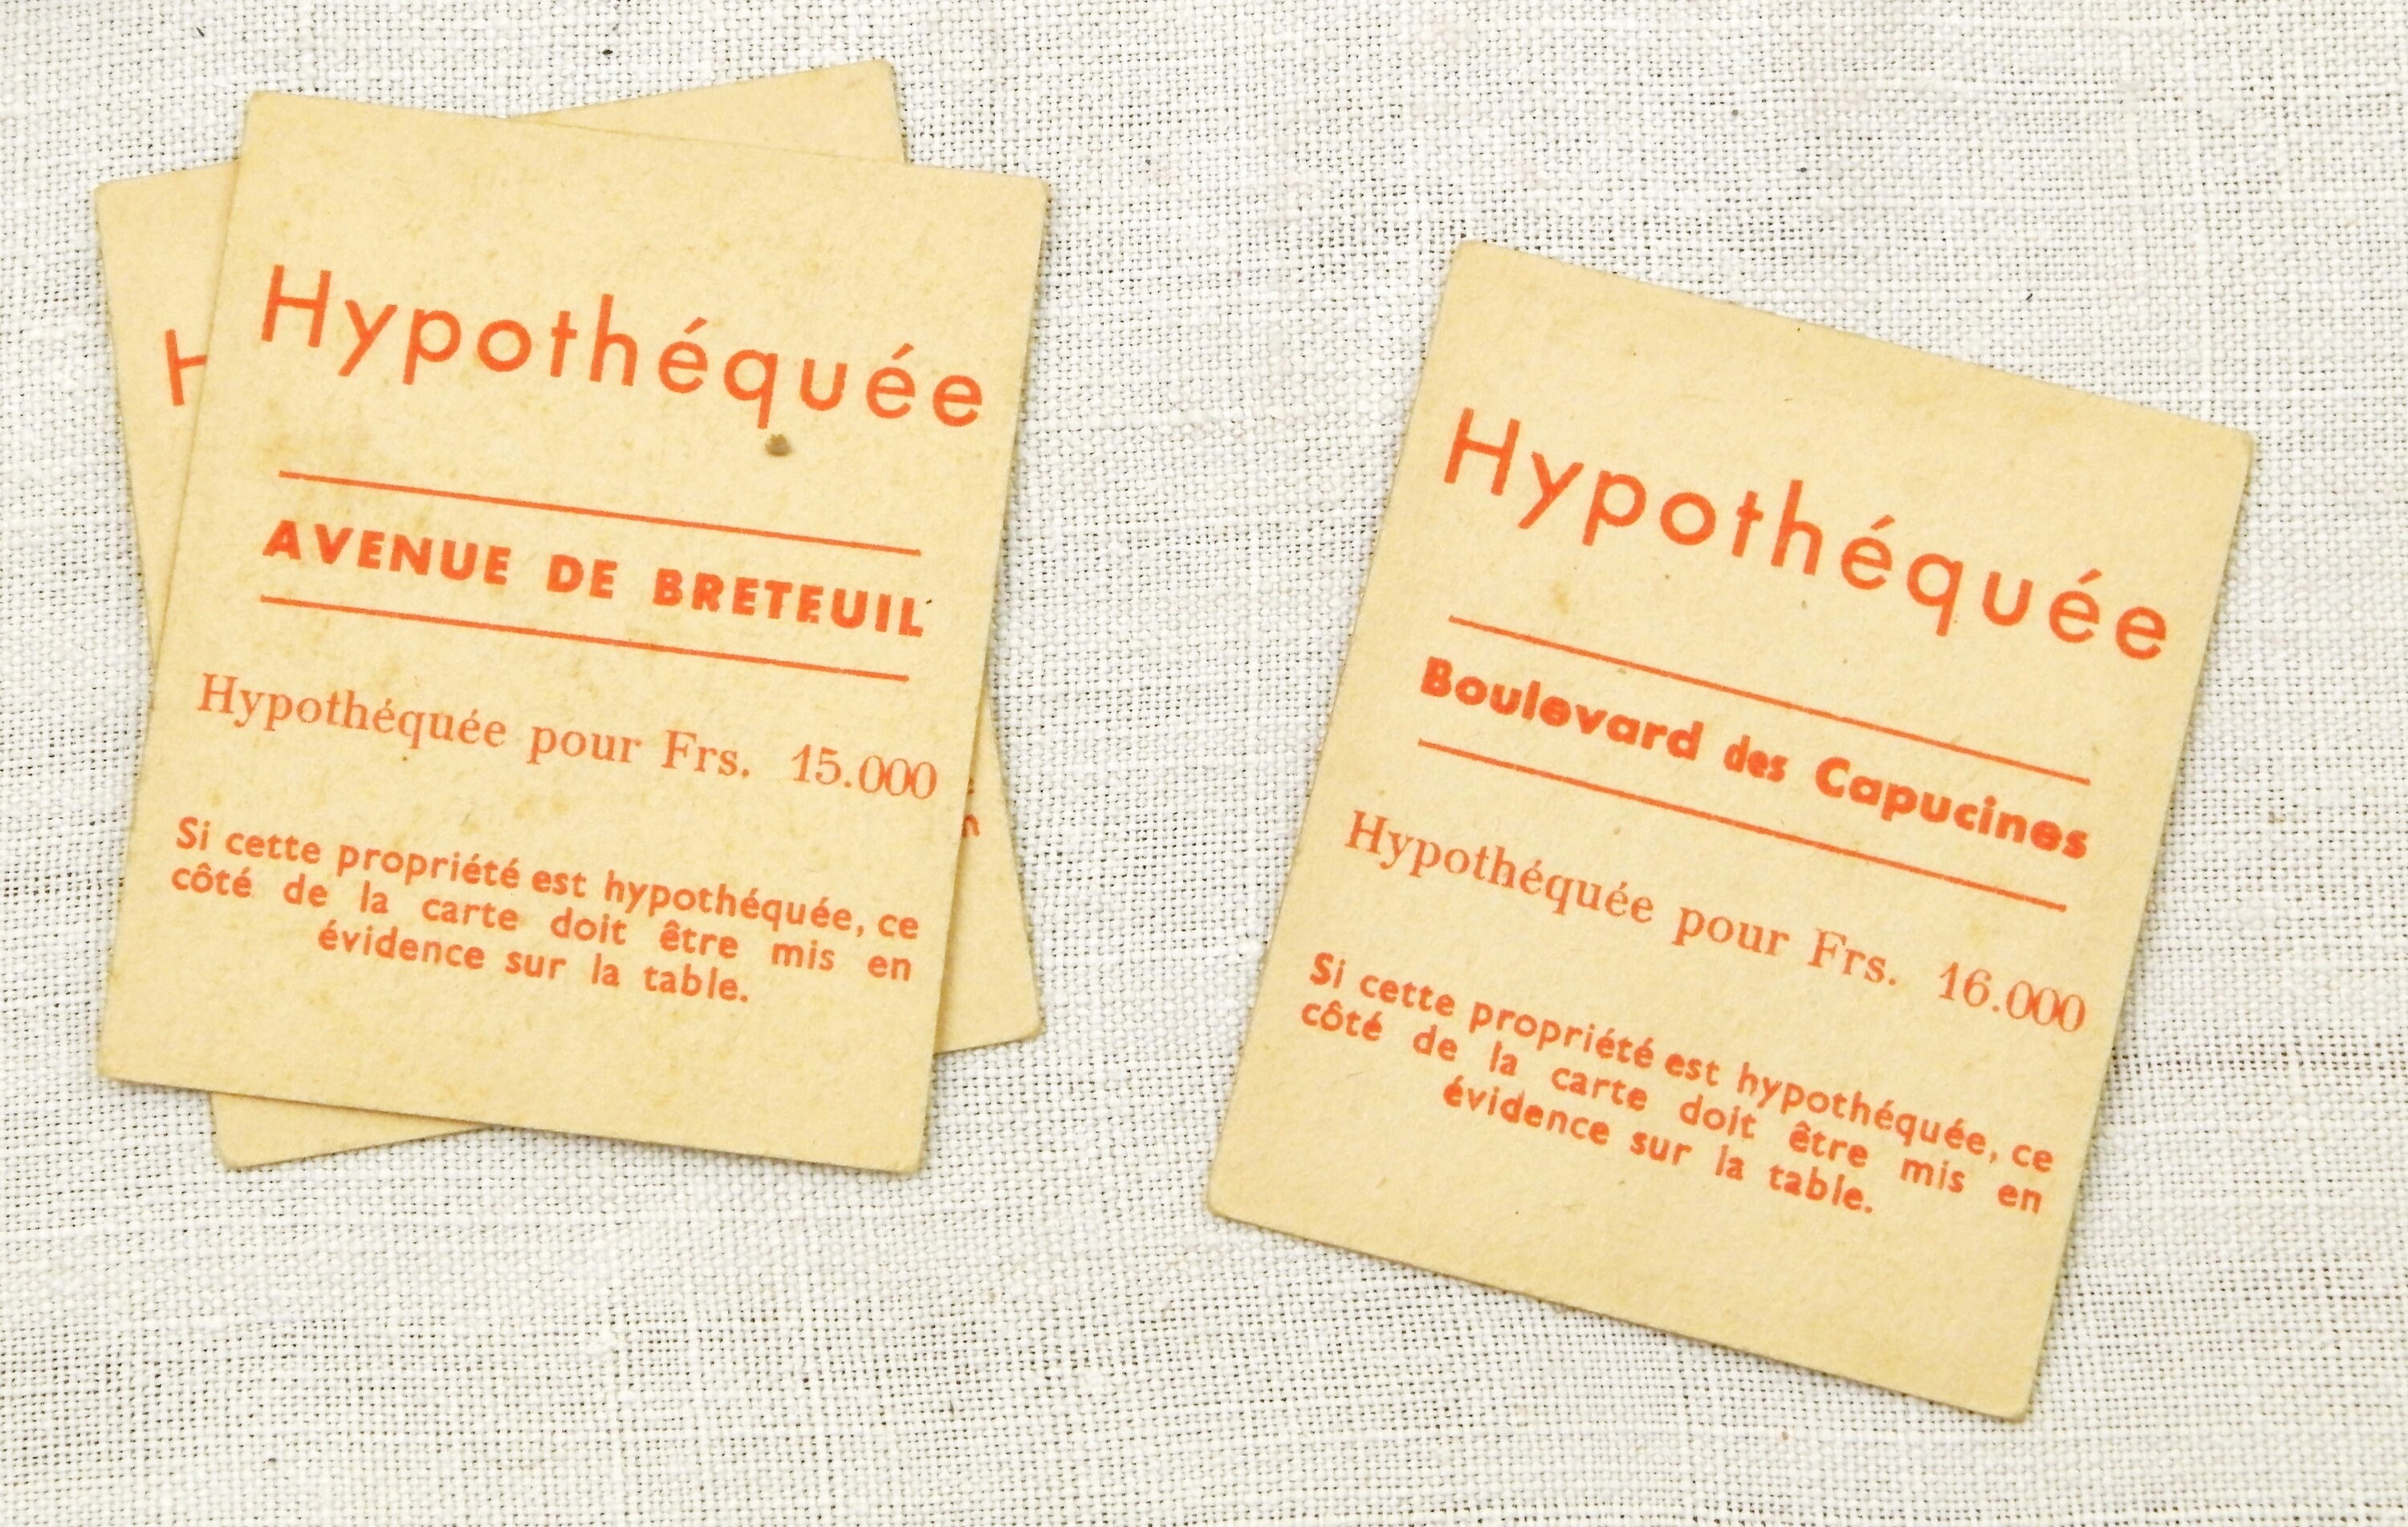 Hypothéquée
AVENUE DE BRETEUIL
Hypothéquée pour Frs. 15.000
Si cette propriété est hypothéquée, ce
côté de la carte doit être mis en
évidence sur la table.
Hypothéquée
Boulevard des Capucines
Hypothéquée pour Frs. 16.000
Si cette propriété est hypothéquée, ce
côté de la carte doit être mis en
évidence sur la table.